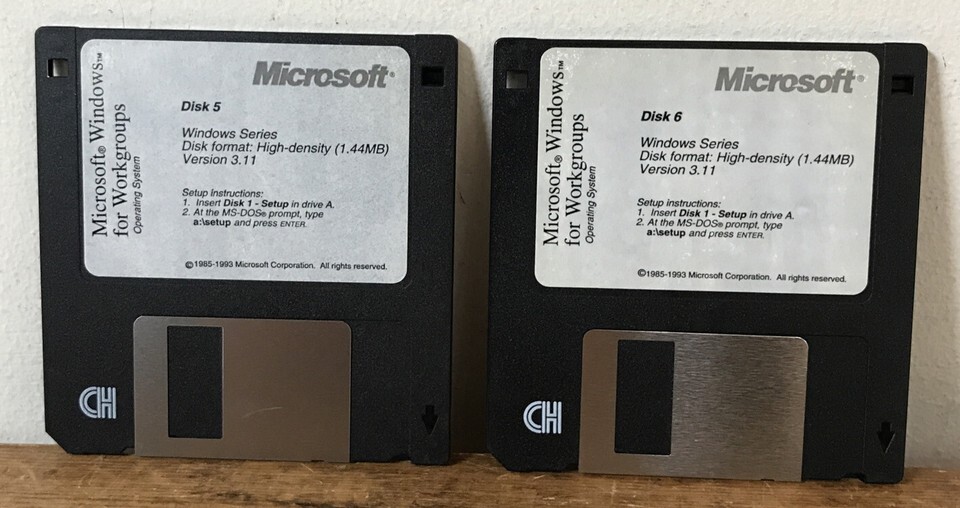 Microsoft® Windows™
for Workgroups
Operating System
Microsoft®
Disk 5
Windows Series
Disk format: High-density (1.44MB)
Version 3.11
Setup Instructions:
1. Insert Disk 1 - Setup in drive A.
2. At the MS-DOS® prompt, type
a:\setup and press ENTER.
©1985-1993 Microsoft Corporation. All rights reserved.
CH
Microsoft® Windows™
for Workgroups
Operating System
Microsoft®
Disk 6
Windows Series
Disk format: High-density (1.44MB)
Version 3.11
Setup instructions:
1. Insert Disk 1 - Setup in drive A.
2. At the MS-DOS® prompt, type
a:\setup and press ENTER.
©1985-1993 Microsoft Corporation. All rights reserved.
CH